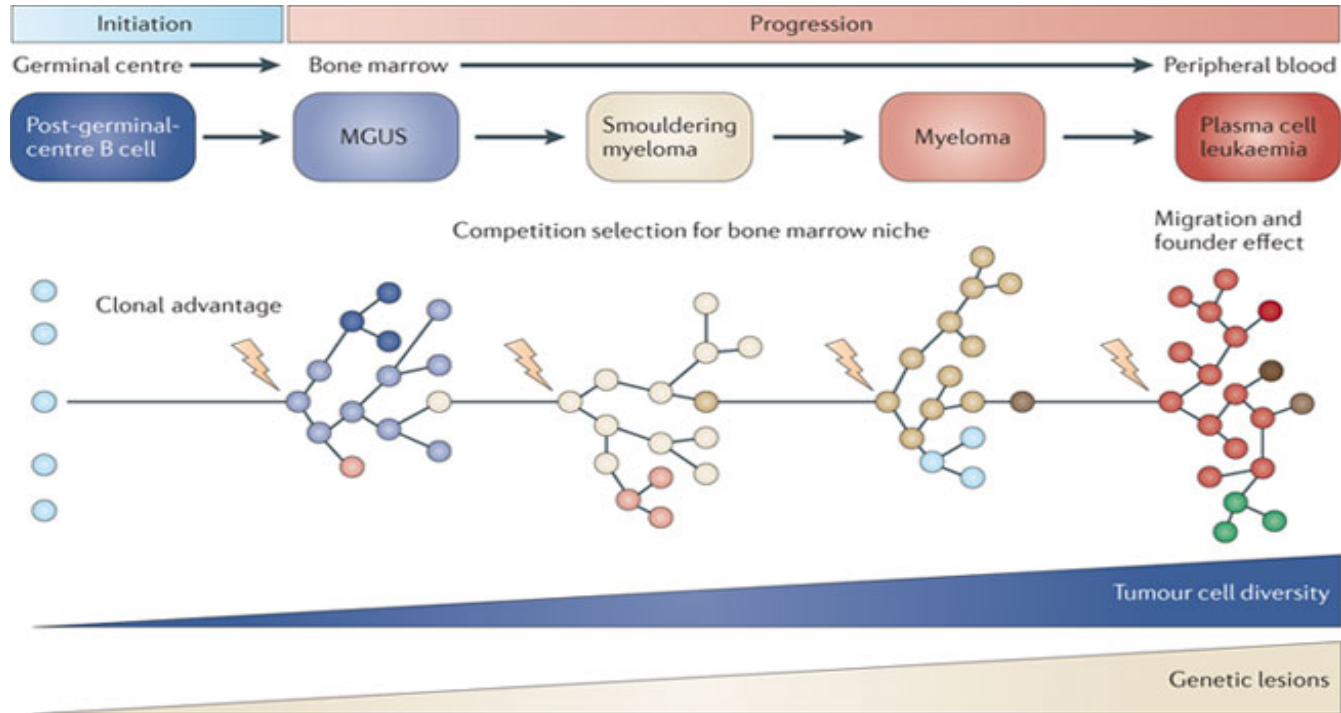 Initiation
Progression
Germinal centre
Bone marrow
Peripheral blood
Post-germinal-
centre B cell
MGUS
Smouldering
myeloma
Myeloma
Plasma cell
leukaemia
Competition selection for bone marrow niche
Migration and
founder effect
Clonal advantage
Tumour cell diversity
Genetic lesions